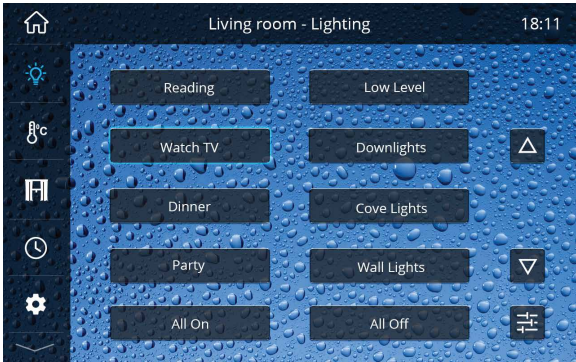 Living room - Lighting
18:11
Reading
Low Level
°C
Watch TV
Downlights
Dinner
Cove Lights
Party
Wall Lights
All On
All Off